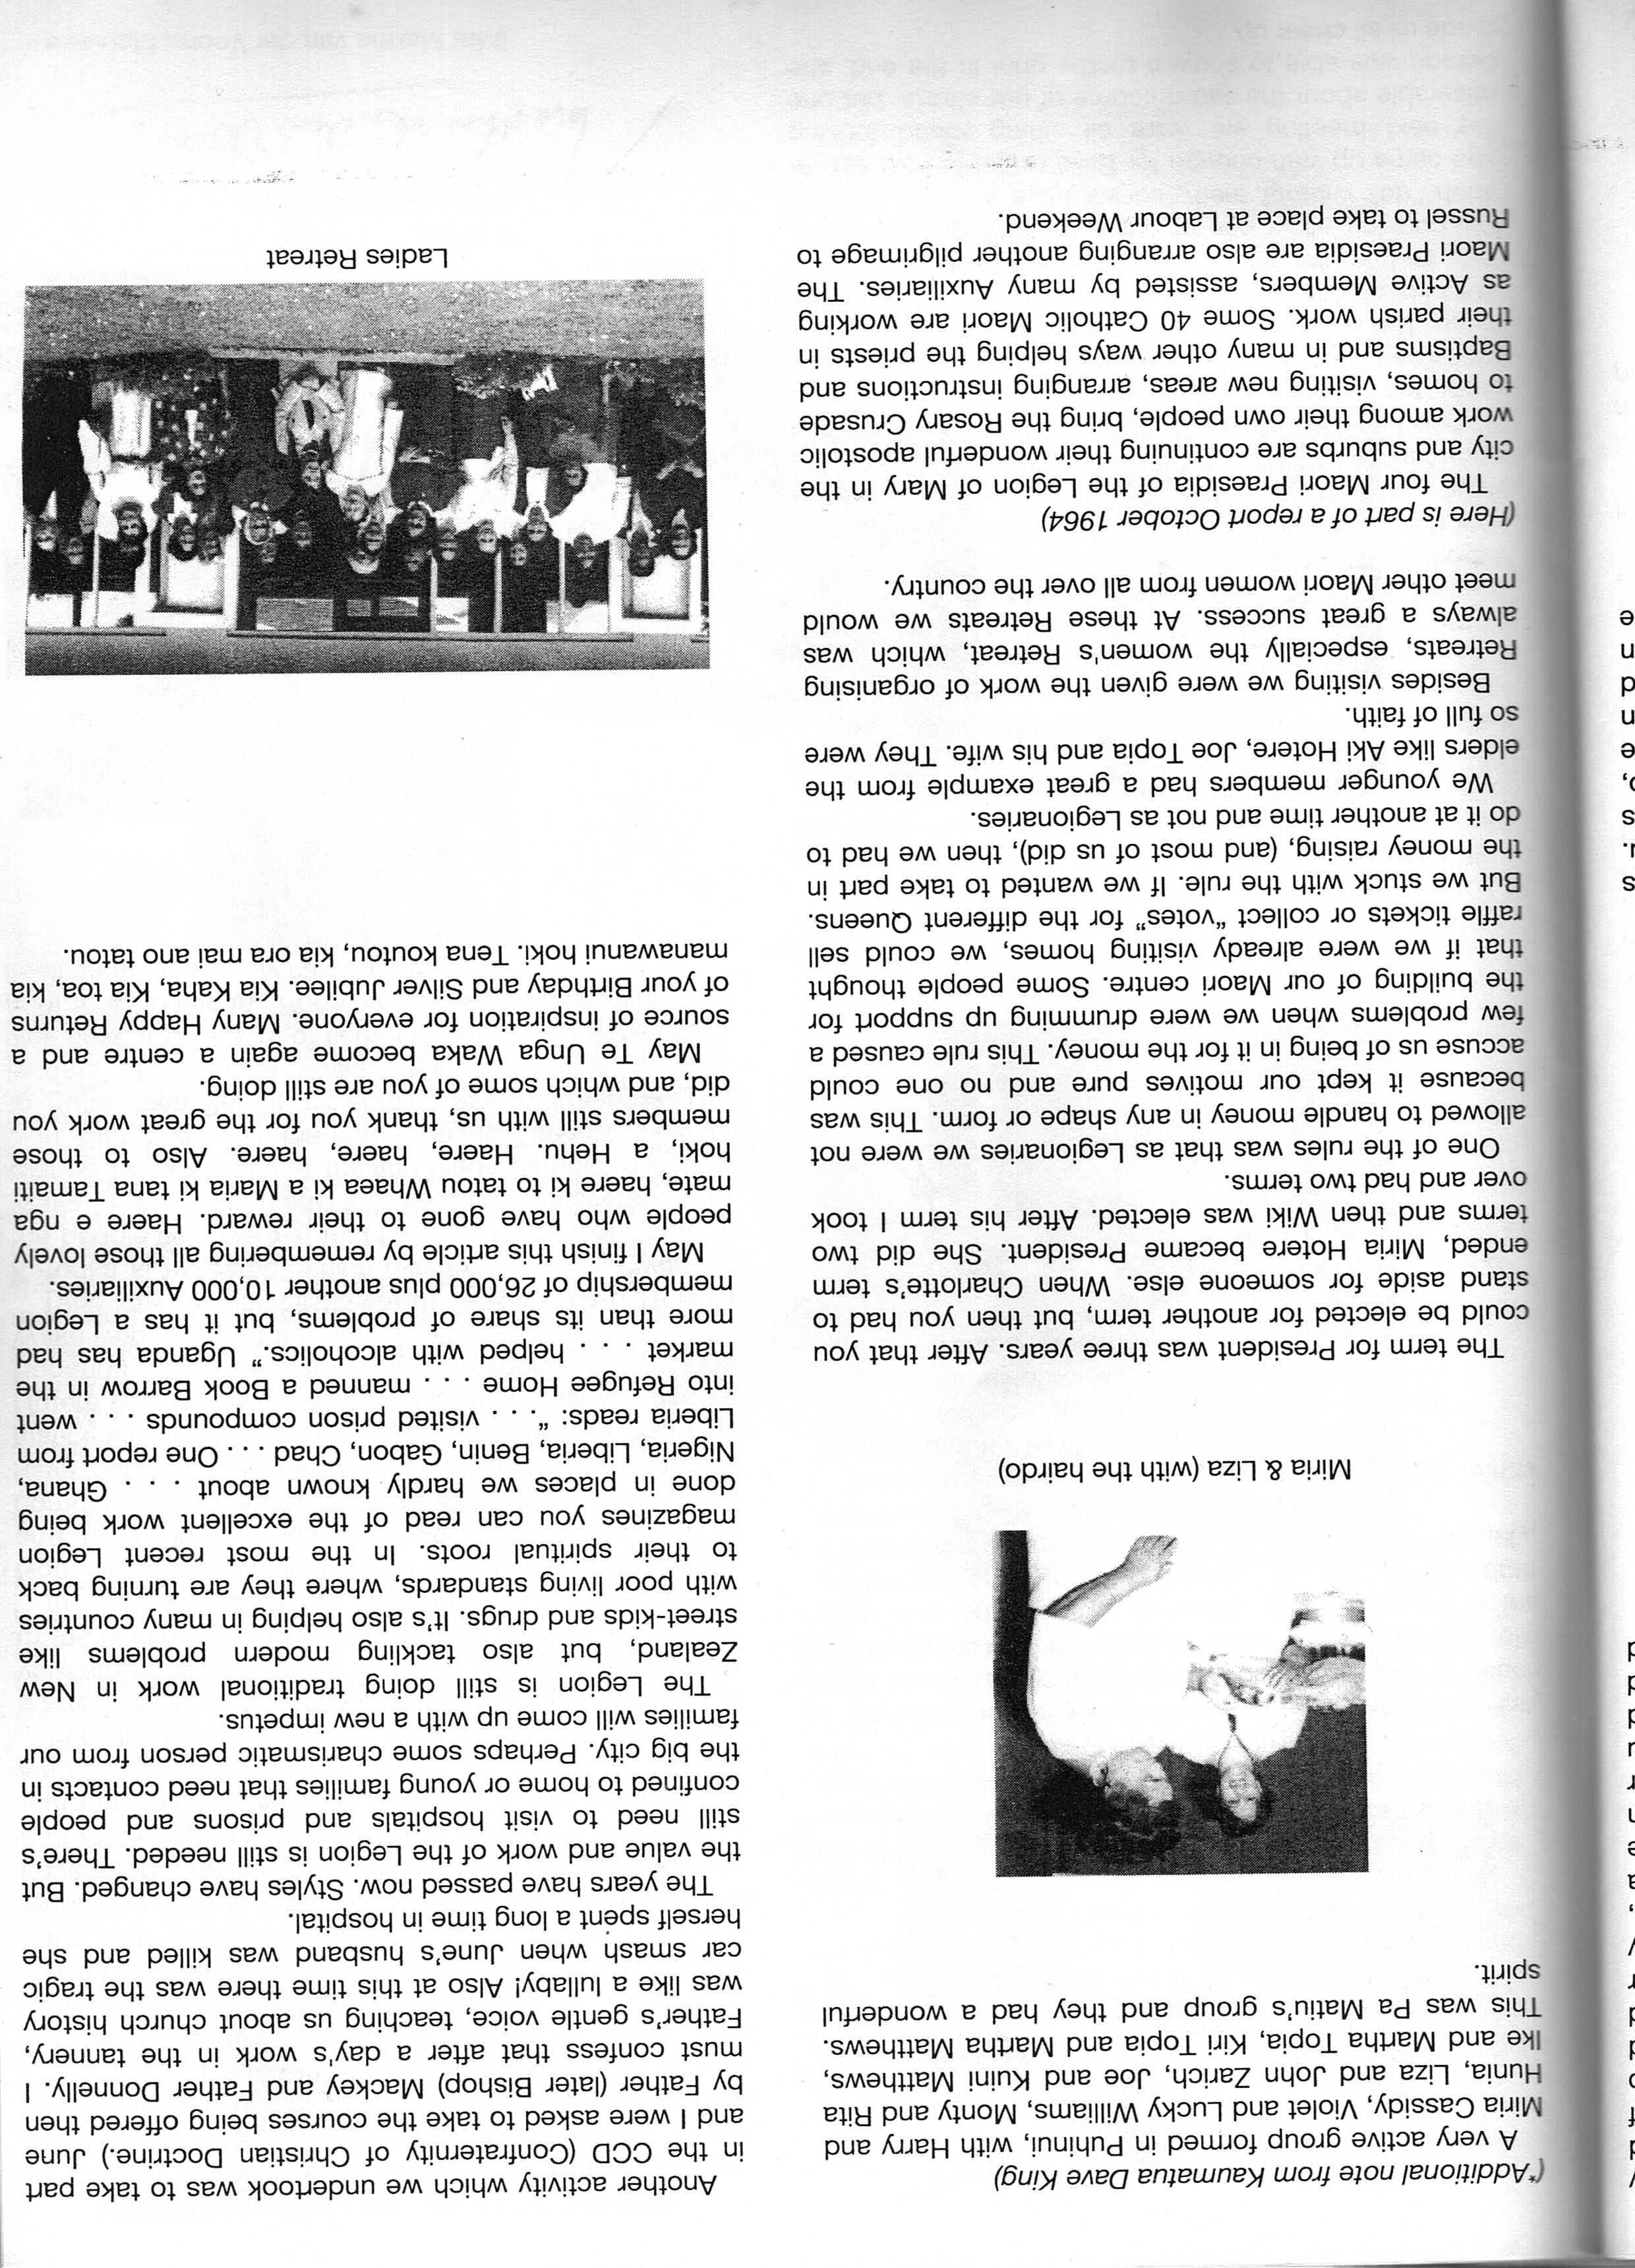 (*Additional note from Kaumatua Dave King)
A very active group formed in Puhinui, with Harry and
Miria Cassidy, Violet and Lucky Williams, Monty and Rita
Hunia, Liza and John Zarich, Joe and Kuini Matthews,
Ike and Martha Topia, Kiri Topia and Martha Matthews.
This was Pa Matiu's group and they had a wonderful
spirit.
Miria & Liza (with the hairdo)
The term for President was three years. After that you
could be elected for another term, but then you had to
stand aside for someone else. When Charlotte's term
ended, Miria Hotere became President. She did two
terms and then Wiki was elected. After his term I took
over and had two terms.
One of the rules was that as Legionaries we were not
allowed to handle money in any shape or form. This was
because it kept our motives pure and no one could
accuse us of being in it for the money. This rule caused a
few problems when we were drumming up support for
the building of our Maori centre. Some people thought
that if we were already visiting homes, we could sell
raffle tickets or collect “votes” for the different Queens.
But we stuck with the rule. If we wanted to take part in
the money raising, (and most of us did), then we had to
do it at another time and not as Legionaries.
We younger members had a great example from the
elders like Aki Hotere, Joe Topia and his wife. They were
so full of faith.
Besides visiting we were given the work of organising
Retreats, especially the women's Retreat, which was
always a great success. At these Retreats we would
meet other Maori women from all over the country.
(Here is part of a report October 1964)
The four Maori Praesidia of the Legion of Mary in the
city and suburbs are continuing their wonderful apostolic
work among their own people, bring the Rosary Crusade
to homes, visiting new areas, arranging instructions and
Baptisms and in many other ways helping the priests in
their parish work. Some 40 Catholic Maori are working
as Active Members, assisted by many Auxiliaries. The
Maori Praesidia are also arranging another pilgrimage to
Russel to take place at Labour Weekend.
Another activity which we undertook was to take part
in the CCD (Confraternity of Christian Doctrine.) June
and I were asked to take the courses being offered then
by Father (later Bishop) Mackey and Father Donnelly. I
must confess that after a day's work in the tannery,
Father's gentle voice, teaching us about church history
was like a lullaby! Also at this time there was the tragic
car smash when June's husband was killed and she
herself spent a long time in hospital.
The years have passed now. Styles have changed. But
the value and work of the Legion is still needed. There's
still need to visit hospitals and prisons and people
confined to home or young families that need contacts in
the big city. Perhaps some charismatic person from our
families will come up with a new impetus.
The Legion is still doing traditional work in New
Zealand, but also tackling modern problems like
street-kids and drugs. It's also helping in many countries
with poor living standards, where they are turning back
to their spiritual roots. In the most recent Legion
magazines you can read of the excellent work being
done in places we hardly known about . . . Ghana,
Nigeria, Liberia, Benin, Gabon, Chad . . . One report from
Liberia reads: “. . . visited prison compounds . . . went
into Refugee Home . . . manned a Book Barrow in the
market . . . helped with alcoholics.” Uganda has had
more than its share of problems, but it has a Legion
membership of 26,000 plus another 10,000 Auxiliaries.
May I finish this article by remembering all those lovely
people who have gone to their reward. Haere e nga
mate, haere ki to tatou Whaea ki a Maria ki tana Tamaiti
hoki, a Hehu. Haere, haere, haere. Also to those
members still with us, thank you for the great work you
did, and which some of you are still doing.
May Te Unga Waka become again a centre and a
source of inspiration for everyone. Many Happy Returns
of your Birthday and Silver Jubilee. Kia Kaha, Kia toa, kia
manawanui hoki. Tena koutou, kia ora mai ano tatou.
Ladies Retreat